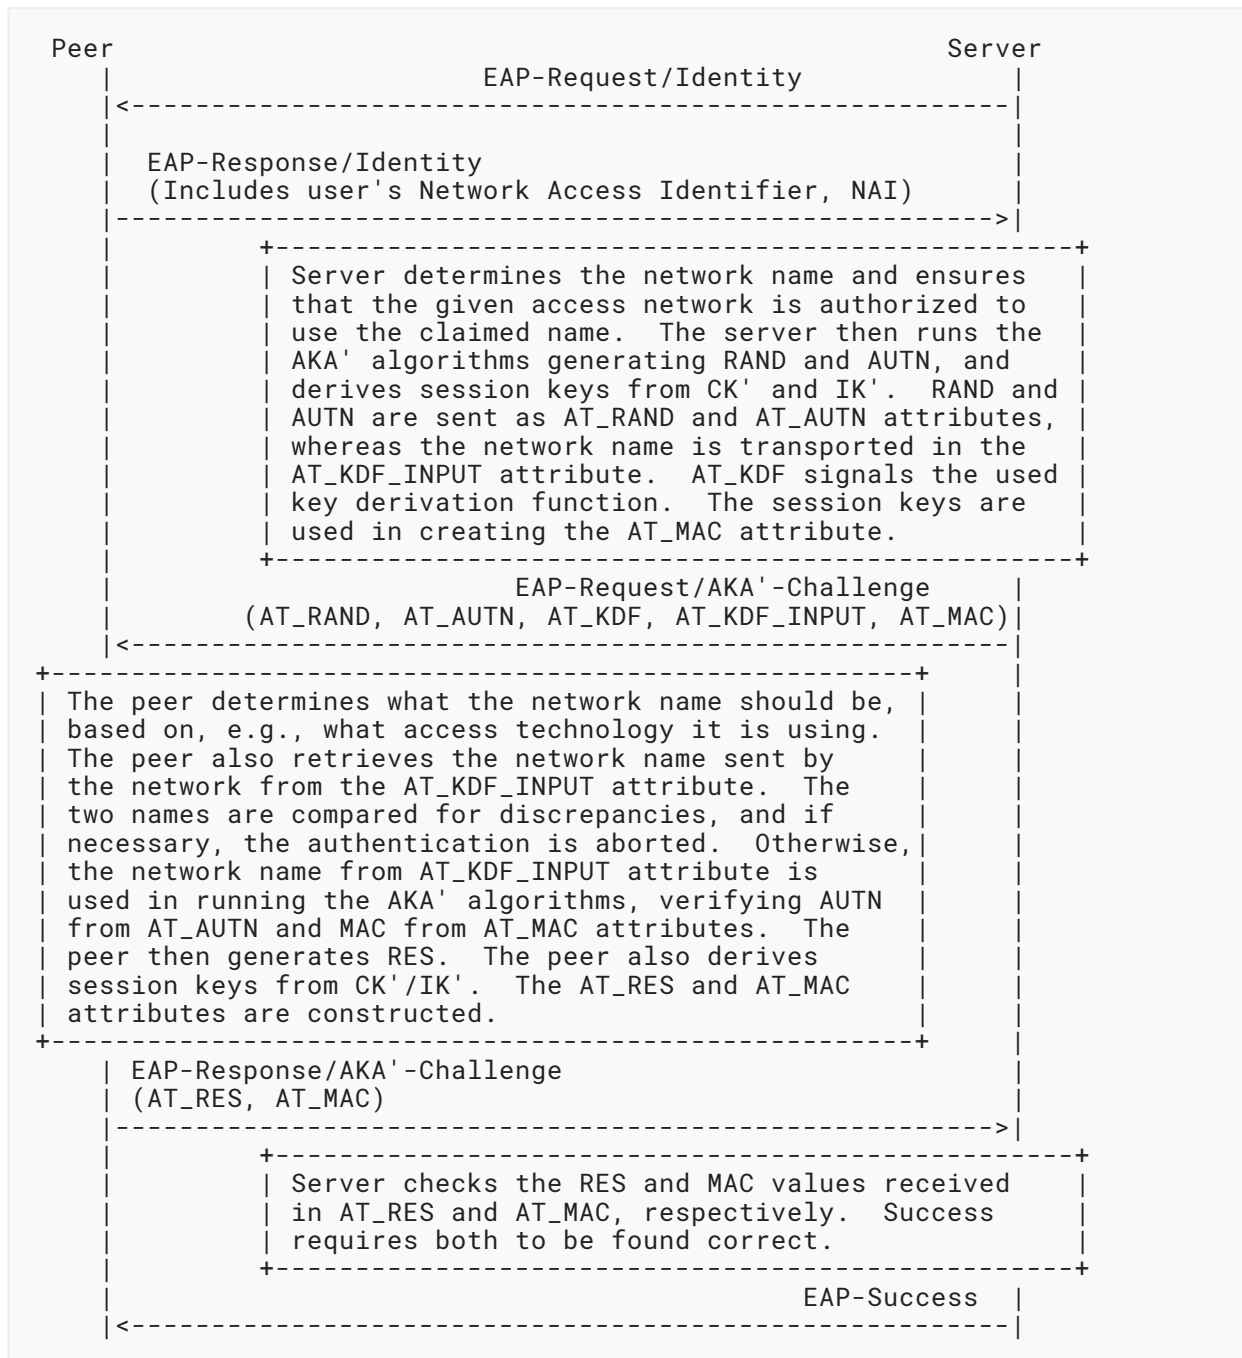 Peer Server
EAP-Request/Identity
EAP-Response/Identity
(Includes user's Network Access Identifier, NAI)
Server determines the network name and ensures
that the given access network is authorized to
use the claimed name. The server then runs the
AKA' algorithms generating RAND and AUTN, and
derives session keys from CK' and IK'. RAND and
AUTN are sent as AT_RAND and AT_AUTN attributes,
whereas the network name is transported in the
AT_KDF_INPUT attribute. AT_KDF signals the used
key derivation function. The session keys are
used in creating the AT_MAC attribute.
EAP-Request/AKA'-Challenge
(AT_RAND, AT_AUTN, AT_KDF, AT_KDF_INPUT, AT_MAC)
The peer determines what the network name should be,
based on, e.g., what access technology it is using.
The peer also retrieves the network name sent by
the network from the AT_KDF_INPUT attribute. The
two names are compared for discrepancies, and if
necessary, the authentication is aborted. Otherwise,
the network name from AT_KDF_INPUT attribute is
used in running the AKA' algorithms, verifying AUTN
from AT_AUTN and MAC from AT_MAC attributes. The
peer then generates RES. The peer also derives
session keys from CK'/IK'. The AT_RES and AT_MAC
attributes are constructed.
EAP-Response/AKA'-Challenge
(AT_RES, AT_MAC)
Server checks the RES and MAC values received
in AT_RES and AT_MAC, respectively. Success
requires both to be found correct.
EAP-Success